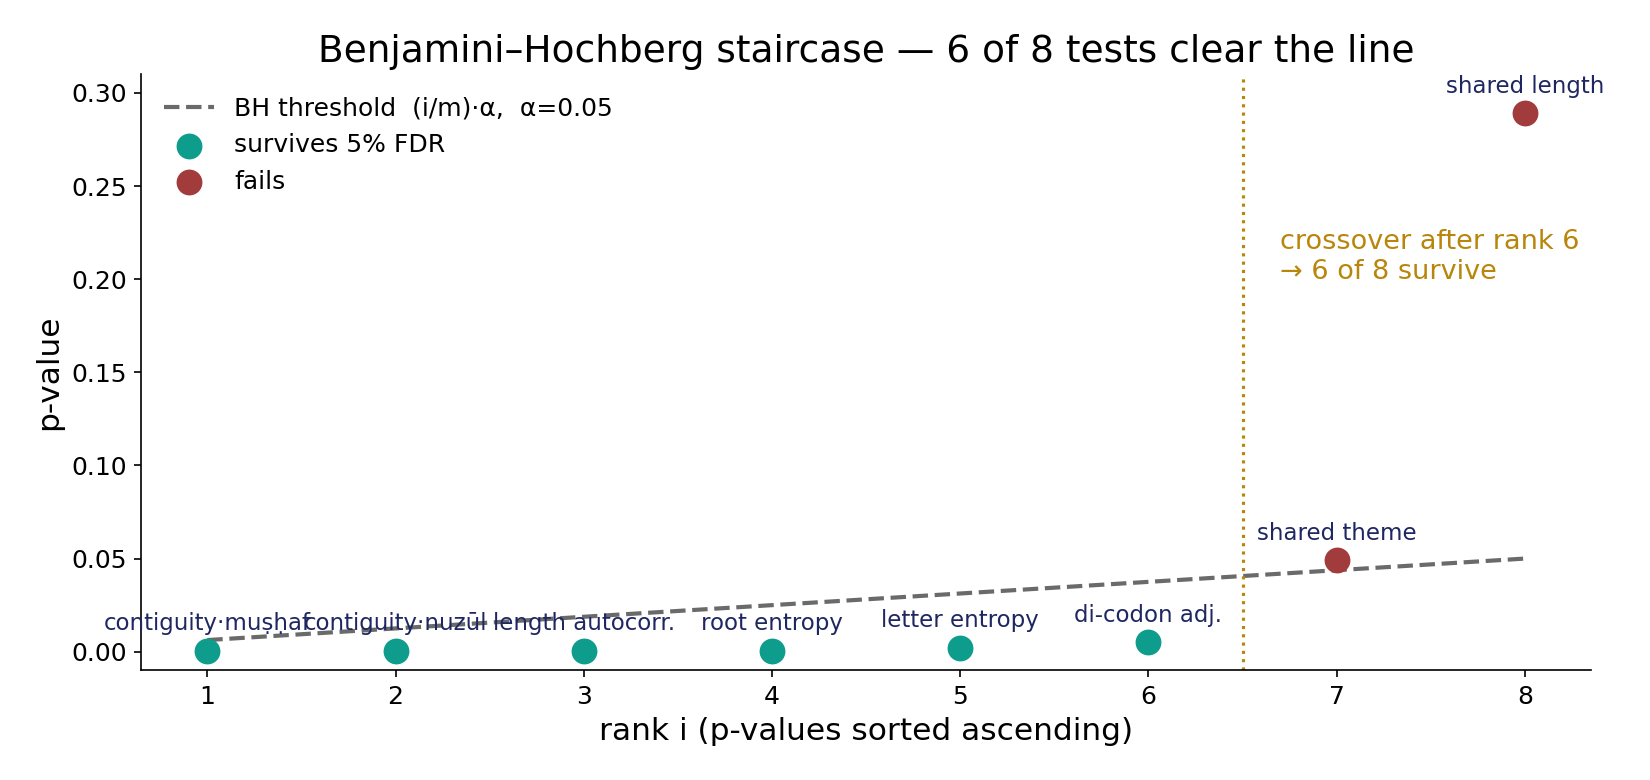 Benjamini–Hochberg staircase — 6 of 8 tests clear the line
BH threshold (i/m)·α, α=0.05
survives 5% FDR
fails
shared length
crossover after rank 6
→ 6 of 8 survive
shared theme
contiguity·muṣḥaf
contiguity·nuzūl
length autocorr.
root entropy
letter entropy
di-codon adj.
p-value
0.30
0.25
0.20
0.15
0.10
0.05
0.00
1 2 3 4 5 6 7 8
rank i (p-values sorted ascending)